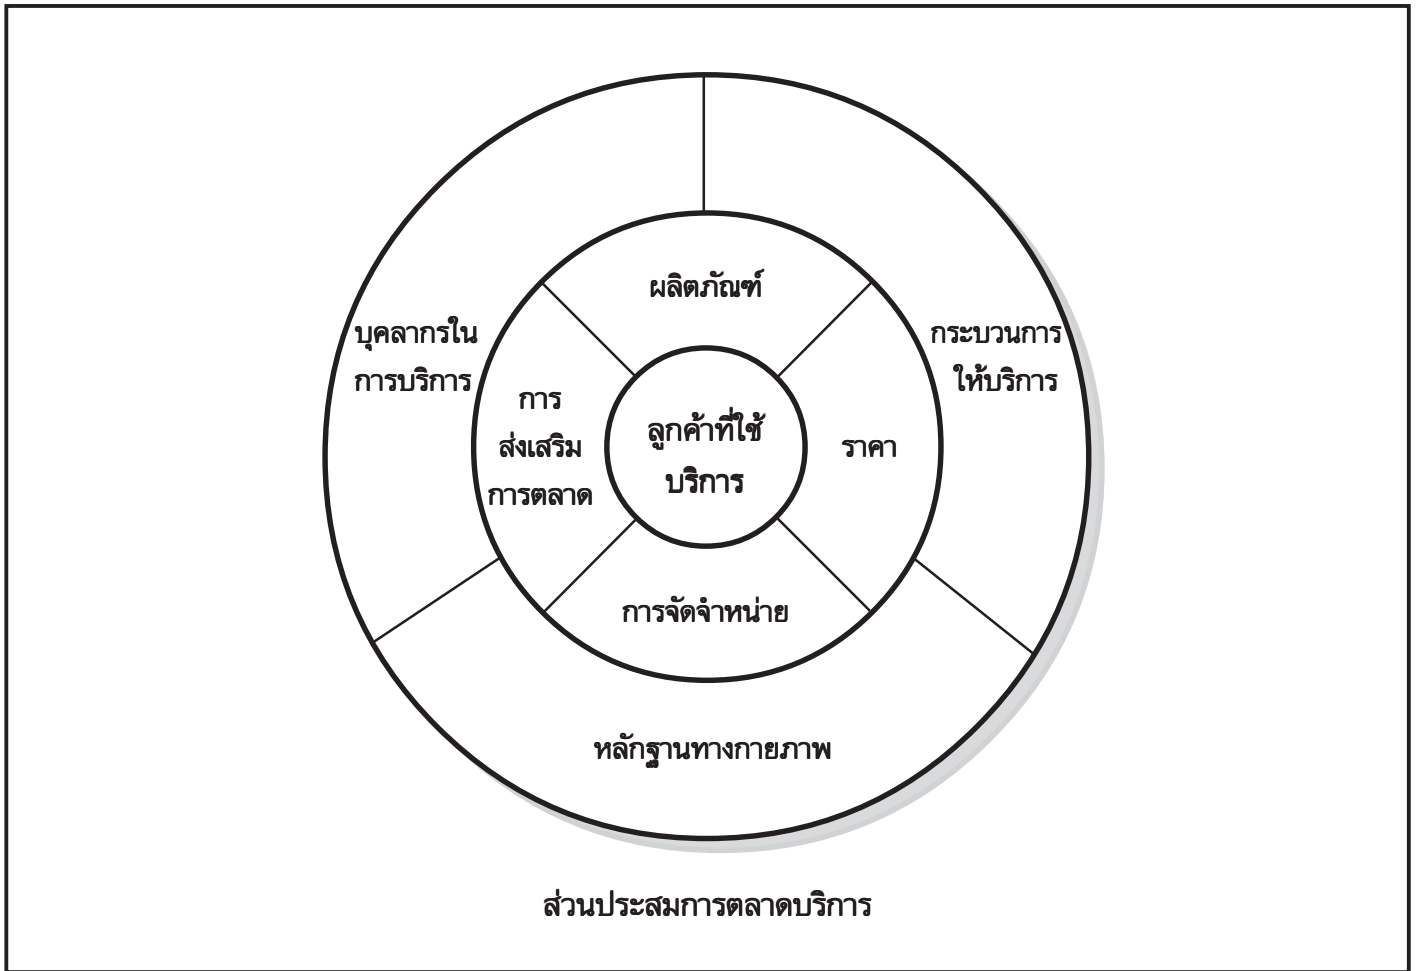 ผลิตภัณฑ์
บุคลากรใน
การบริการ
กระบวนการ
ให้บริการ
การ
ส่งเสริม
การตลาด
ลูกค้าที่ใช้
บริการ
ราคา
การจัดจำหน่าย
หลักฐานทางกายภาพ
ส่วนประสมการตลาดบริการ